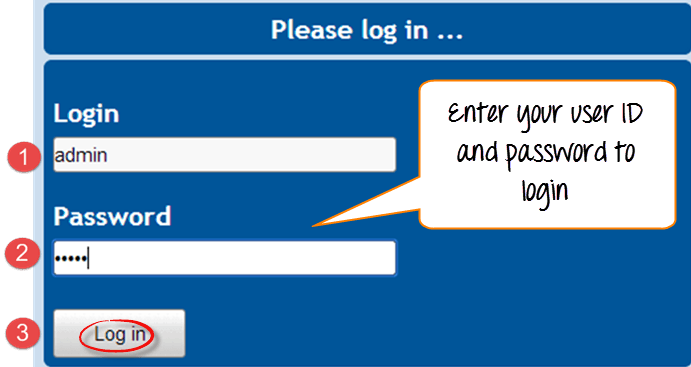 Please log in ...
Login
1
admin
Enter your user ID
and password to
login
Password
2
•••••
3
Log in